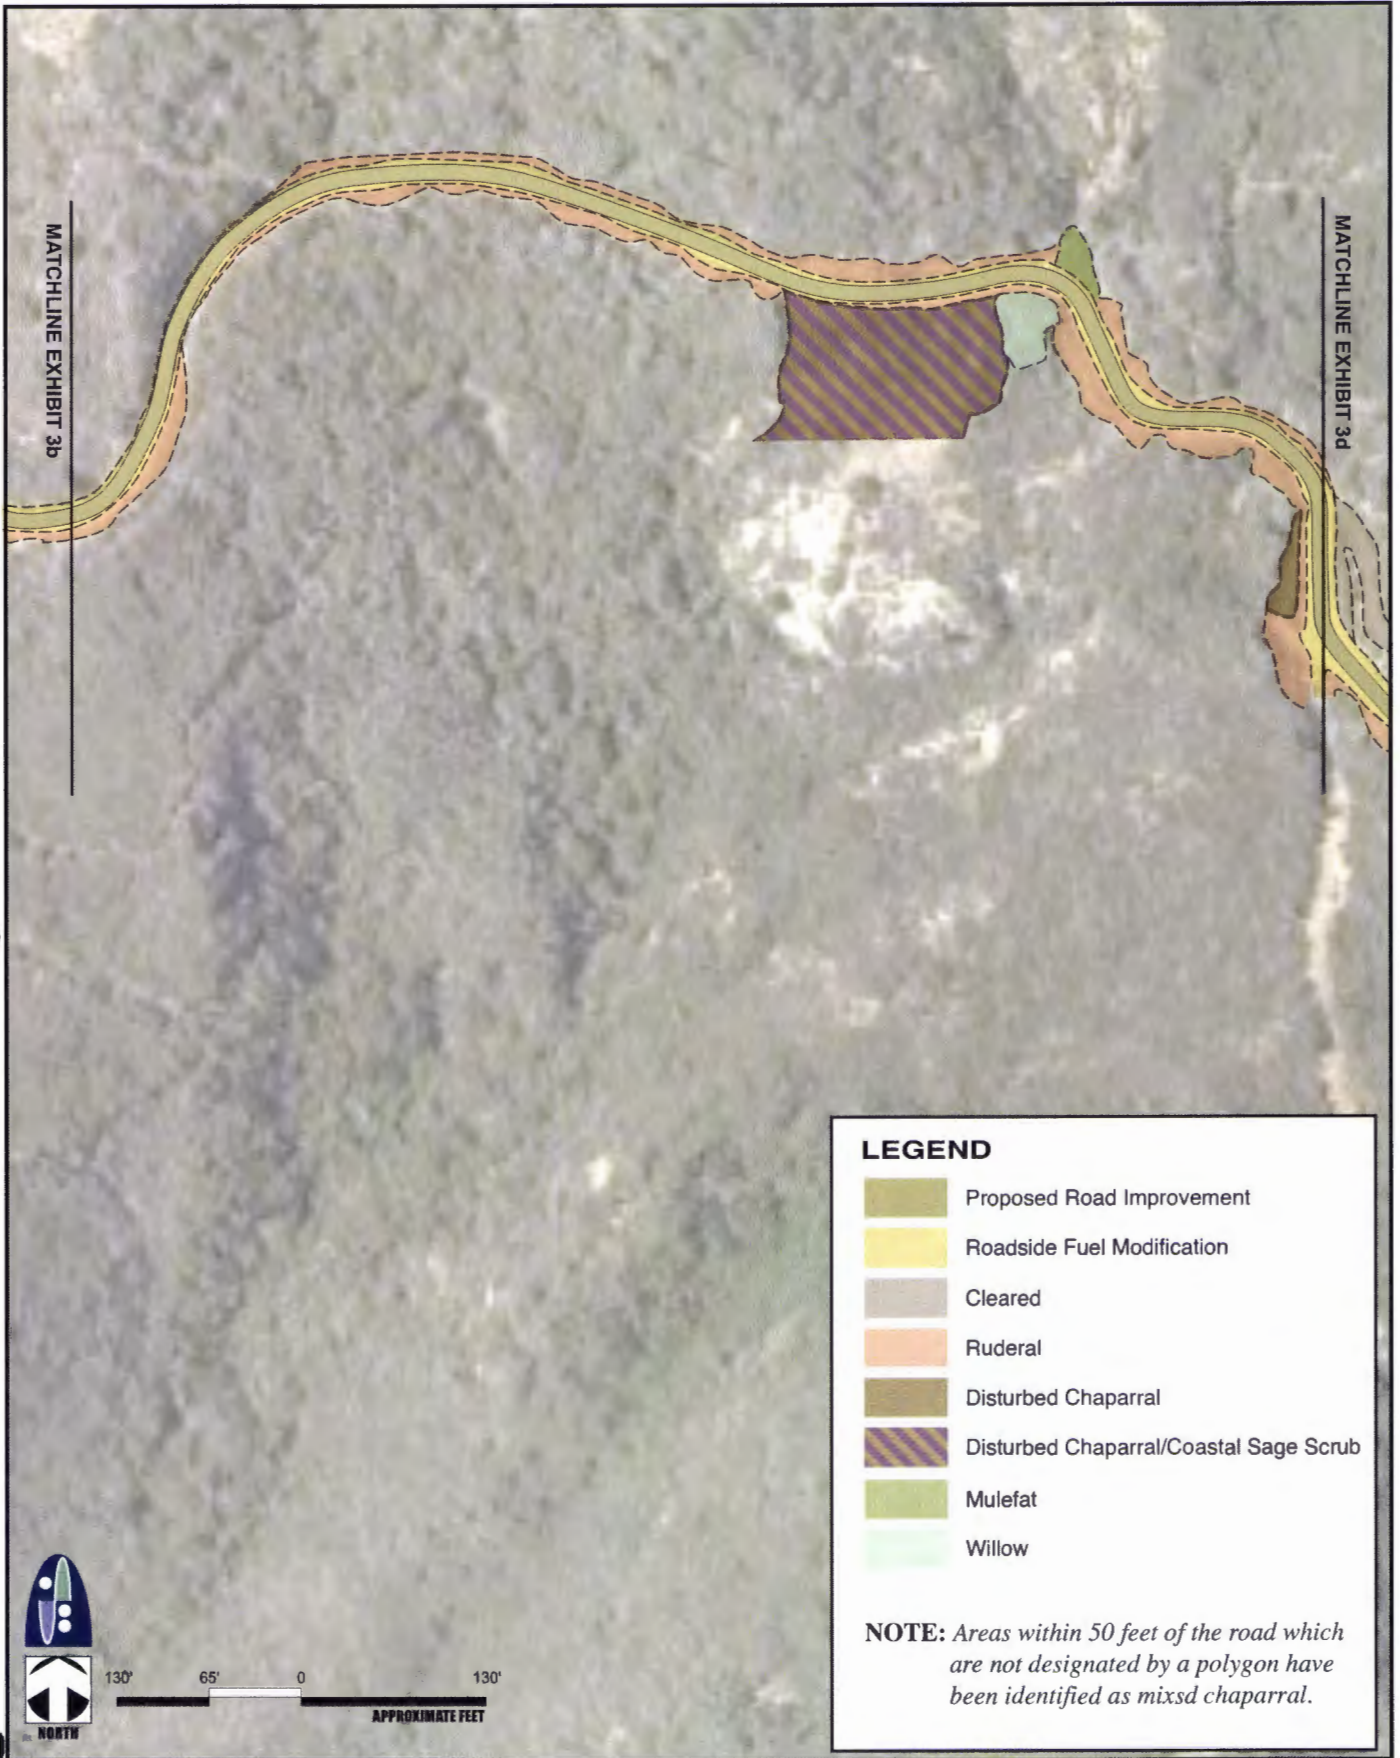 MATCHLINE EXHIBIT 3b
MATCHLINE EXHIBIT 3d
LEGEND
Proposed Road Improvement
Roadside Fuel Modification
Cleared
Ruderal
Disturbed Chaparral
Disturbed Chaparral/Coastal Sage Scrub
Mulefat
Willow
NOTE: Areas within 50 feet of the road which
are not designated by a polygon have
been identified as mixsd chaparral.
130' 65' 0 130'
APPROXIMATE FEET
NORTH